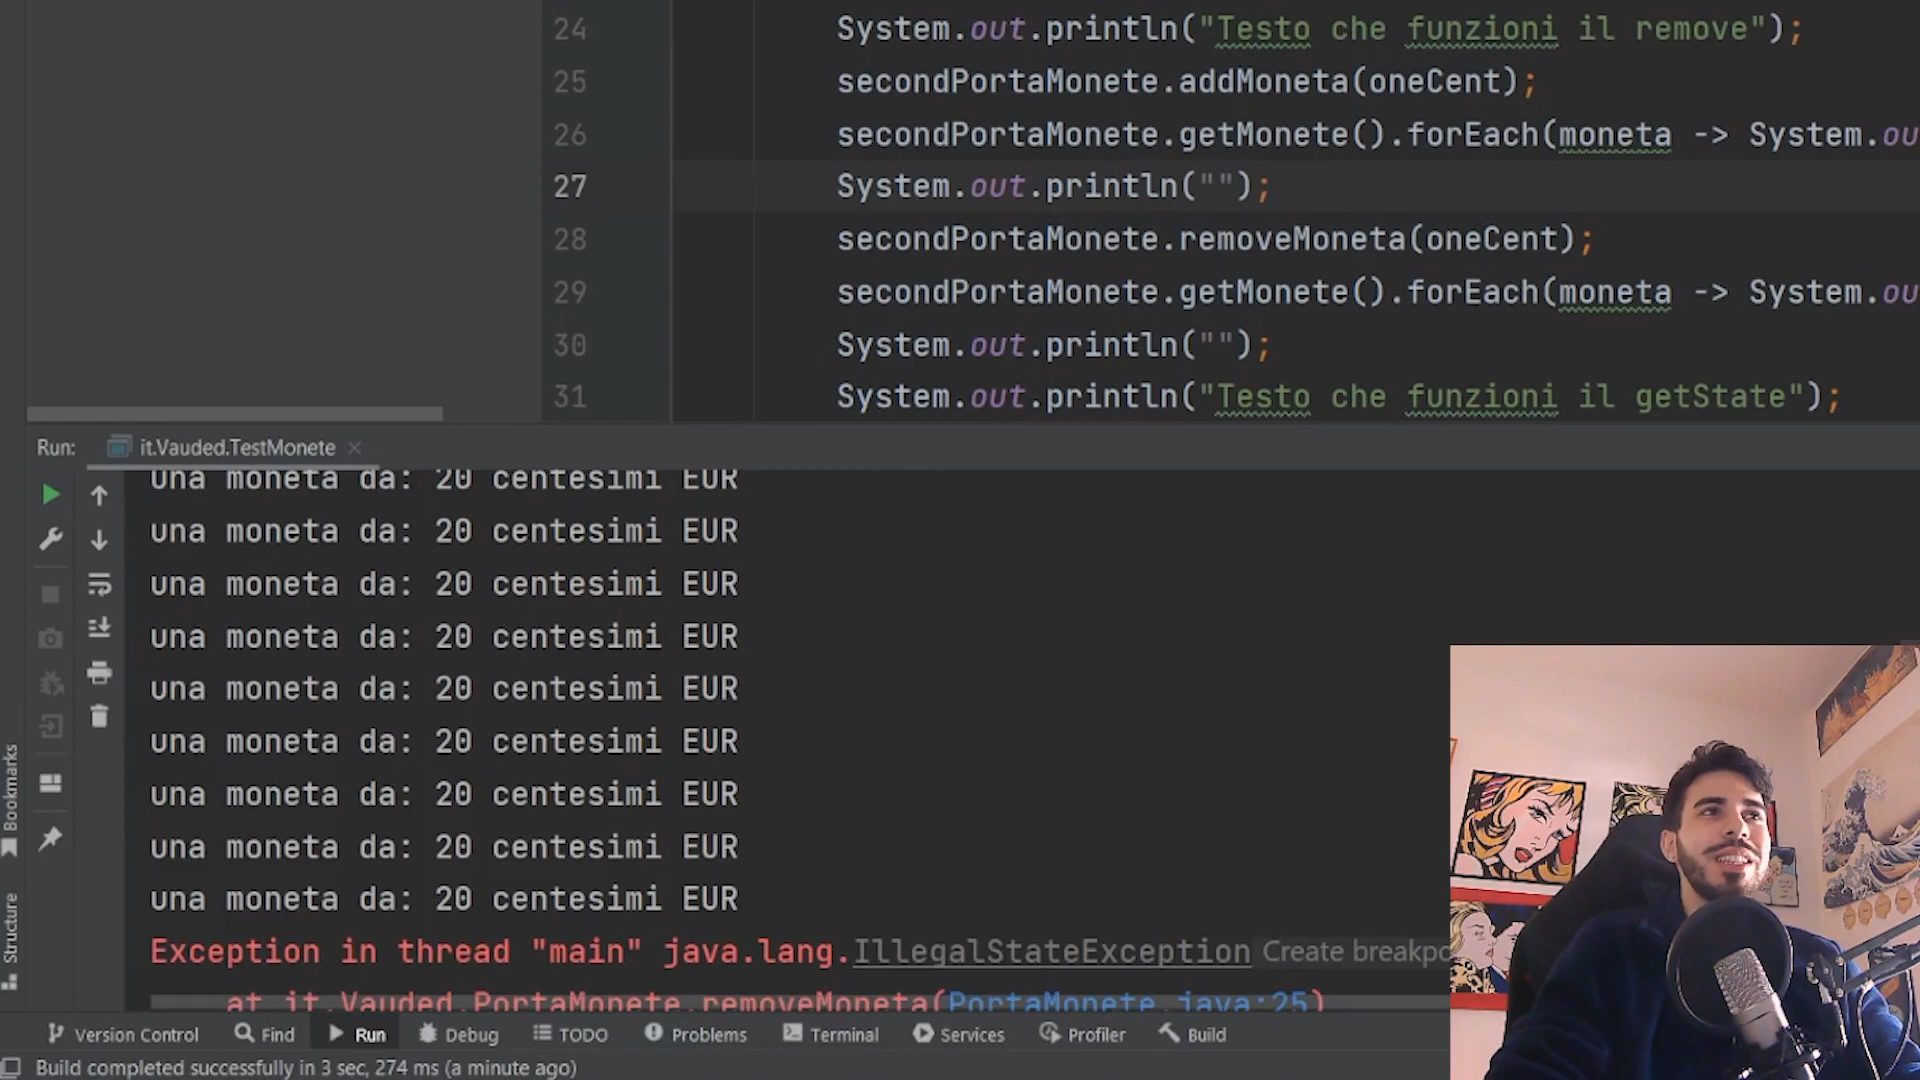 24 System.out.println("Testo che funzioni il remove");
25 secondPortaMonete.addMoneta(oneCent);
26 secondPortaMonete.getMonete().forEach(moneta -> System.ou
27 System.out.println("");
28 secondPortaMonete.removeMoneta(oneCent);
29 secondPortaMonete.getMonete().forEach(moneta -> System.ou
30 System.out.println("");
31 System.out.println("Testo che funzioni il getState");
Run: it.Vauded.TestMonete
una moneta da: 20 centesimi EUR
una moneta da: 20 centesimi EUR
una moneta da: 20 centesimi EUR
una moneta da: 20 centesimi EUR
una moneta da: 20 centesimi EUR
una moneta da: 20 centesimi EUR
una moneta da: 20 centesimi EUR
una moneta da: 20 centesimi EUR
una moneta da: 20 centesimi EUR
Exception in thread "main" java.lang.IllegalStateException Create breakpo
at it.Vauded.PortaMonete.removeMoneta(PortaMonete.java:25)
Bookmarks
Structure
Version Control Find Run Debug TODO Problems Terminal Services Profiler Build
Build completed successfully in 3 sec, 274 ms (a minute ago)